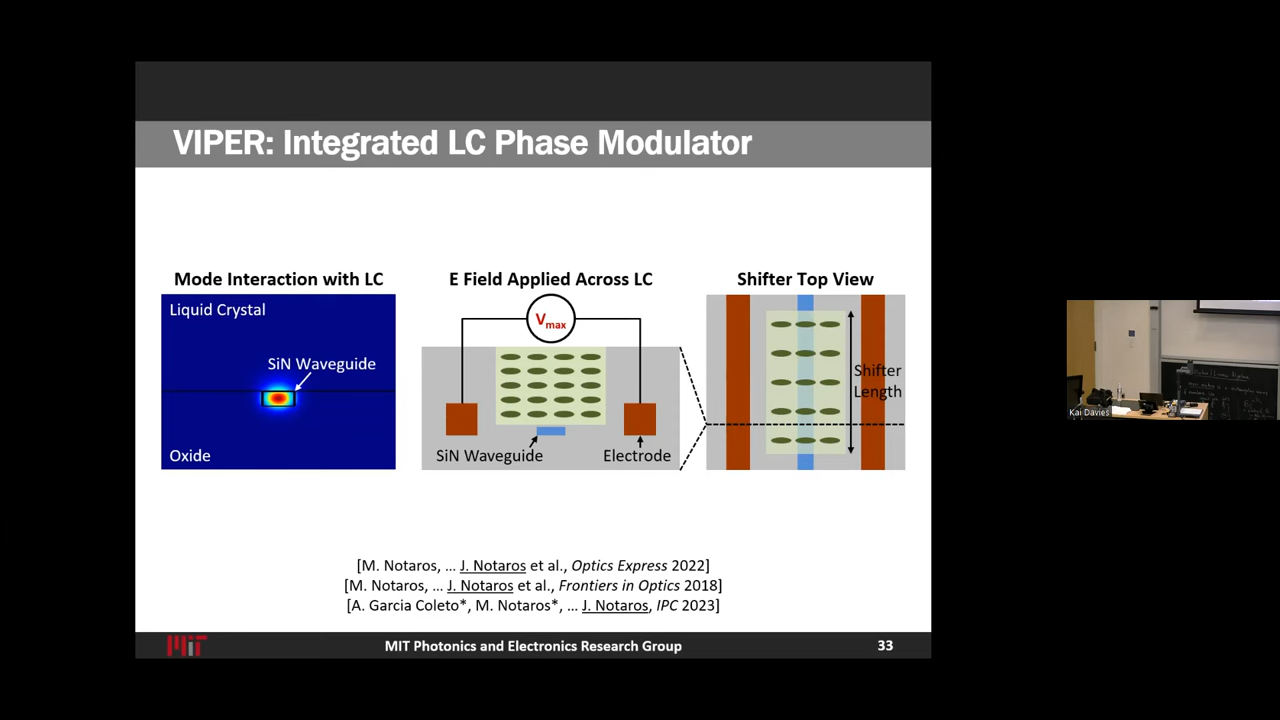 VIPER: Integrated LC Phase Modulator
Mode Interaction with LC
Liquid Crystal
SiN Waveguide
Oxide
E Field Applied Across LC
Vmax
SiN Waveguide
Electrode
Shifter Top View
Shifter
Length
[M. Notaros, ... J. Notaros et al., Optics Express 2022]
[M. Notaros, ... J. Notaros et al., Frontiers in Optics 2018]
[A. Garcia Coleto*, M. Notaros*, ... J. Notaros, IPC 2023]
MIT
MIT Photonics and Electronics Research Group
33
Kai Davies